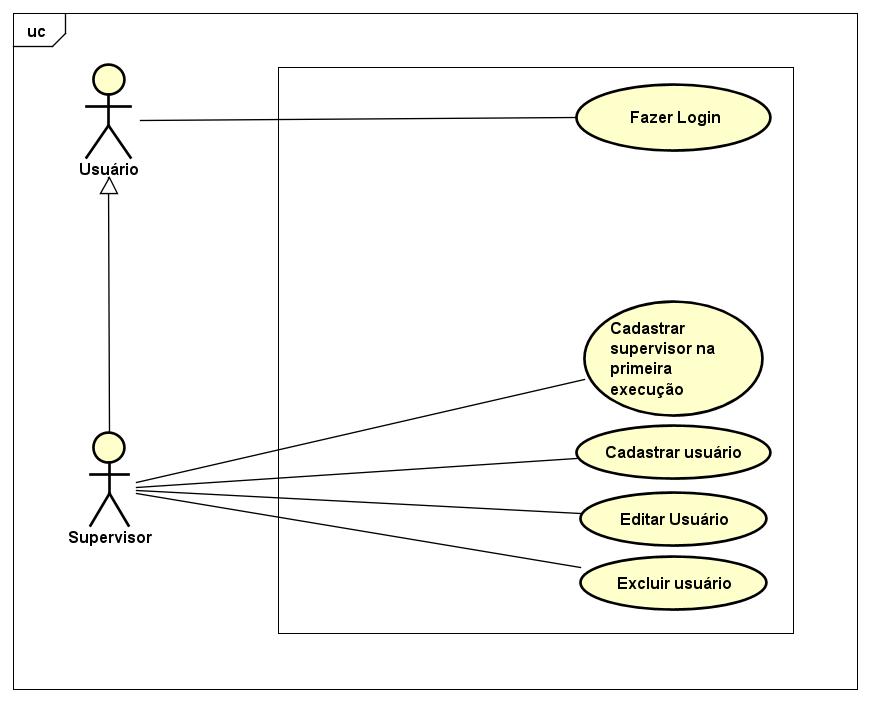 uc
Usuário
Fazer Login
Cadastrar
supervisor na
primeira
execução
Cadastrar usuário
Editar Usuário
Supervisor
Excluir usuário